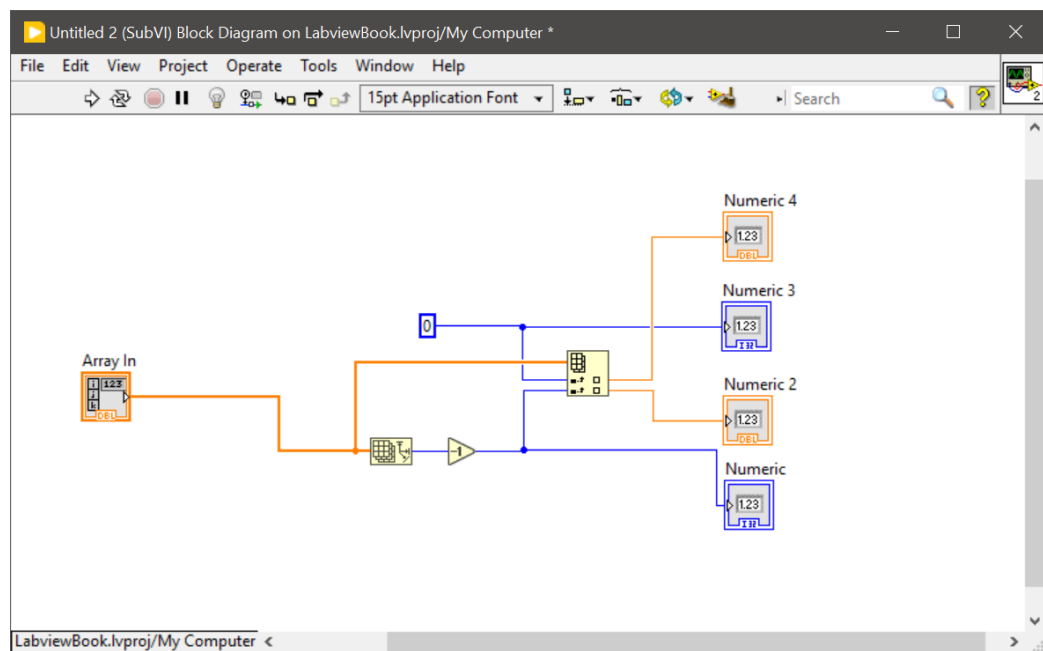 Untitled 2 (SubVI) Block Diagram on LabviewBook.lvproj/My Computer *
File Edit View Project Operate Tools Window Help
15pt Application Font
Search
?
2
Numeric 4
1.23
DBL
Numeric 3
0
1.23
I32
Array In
i 123
j
k
DBL
Numeric 2
1.23
DBL
-1
Numeric
1.23
I32
LabviewBook.lvproj/My Computer